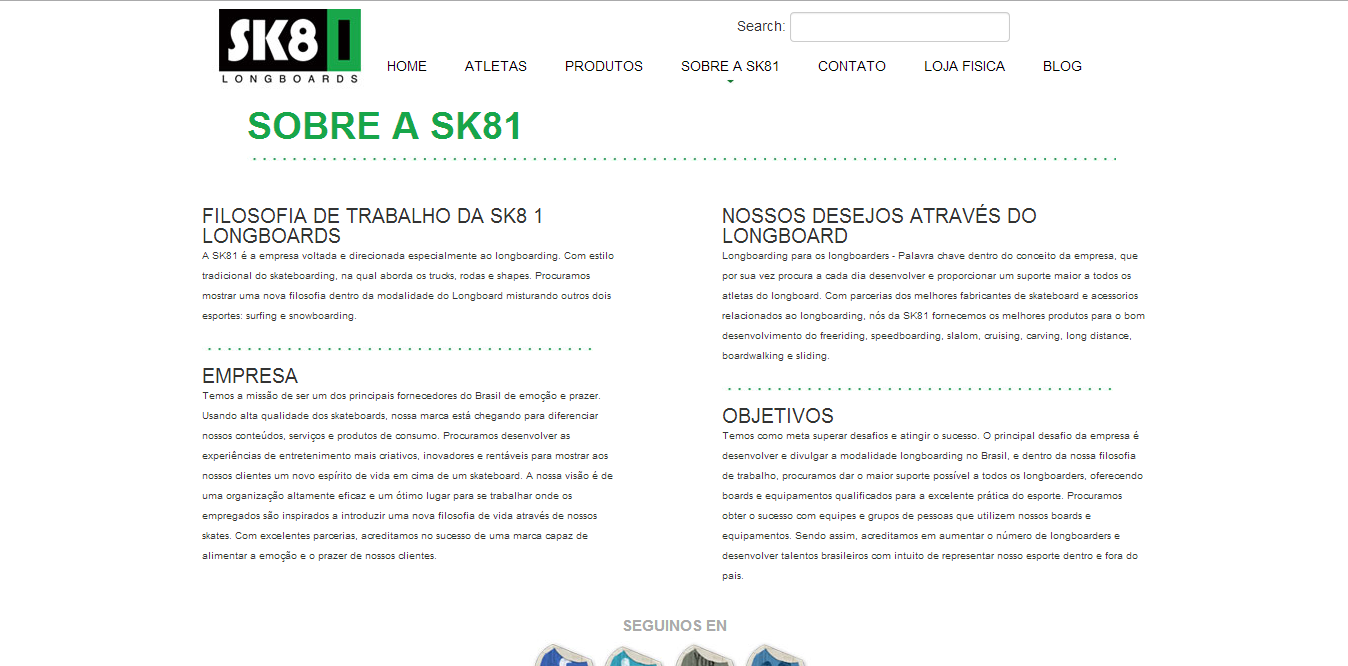 SK8 1
LONGBOARDS
Search:
HOME ATLETAS PRODUTOS SOBRE A SK81 CONTATO LOJA FISICA BLOG
SOBRE A SK81
FILOSOFIA DE TRABALHO DA SK8 1
LONGBOARDS
A SK81 é a empresa voltada e direcionada especialmente ao longboarding. Com estilo
tradicional do skateboarding, na qual aborda os trucks, rodas e shapes. Procuramos
mostrar uma nova filosofia dentro da modalidade do Longboard misturando outros dois
esportes: surfing e snowboarding.
EMPRESA
Temos a missão de ser um dos principais fornecedores do Brasil de emoção e prazer.
Usando alta qualidade dos skateboards, nossa marca está chegando para diferenciar
nossos conteúdos, serviços e produtos de consumo. Procuramos desenvolver as
experiências de entretenimento mais criativos, inovadores e rentáveis para mostrar aos
nossos clientes um novo espírito de vida em cima de um skateboard. A nossa visão é de
uma organização altamente eficaz e um ótimo lugar para se trabalhar onde os
empregados são inspirados a introduzir uma nova filosofia de vida através de nossos
skates. Com excelentes parcerias, acreditamos no sucesso de uma marca capaz de
alimentar a emoção e o prazer de nossos clientes.
NOSSOS DESEJOS ATRAVÉS DO
LONGBOARD
Longboarding para os longboarders - Palavra chave dentro do conceito da empresa, que
por sua vez procura a cada dia desenvolver e proporcionar um suporte maior a todos os
atletas do longboard. Com parcerias dos melhores fabricantes de skateboard e acessorios
relacionados ao longboarding, nós da SK81 fornecemos os melhores produtos para o bom
desenvolvimento do freeriding, speedboarding, slalom, cruising, carving, long distance,
boardwalking e sliding.
OBJETIVOS
Temos como meta superar desafios e atingir o sucesso. O principal desafio da empresa é
desenvolver e divulgar a modalidade longboarding no Brasil, e dentro da nossa filosofia
de trabalho, procuramos dar o maior suporte possível a todos os longboarders, oferecendo
boards e equipamentos qualificados para a excelente prática do esporte. Procuramos
obter o sucesso com equipes e grupos de pessoas que utilizem nossos boards e
equipamentos. Sendo assim, acreditamos em aumentar o número de longboarders e
desenvolver talentos brasileiros com intuito de representar nosso esporte dentro e fora do
pais.
SEGUINOS EN